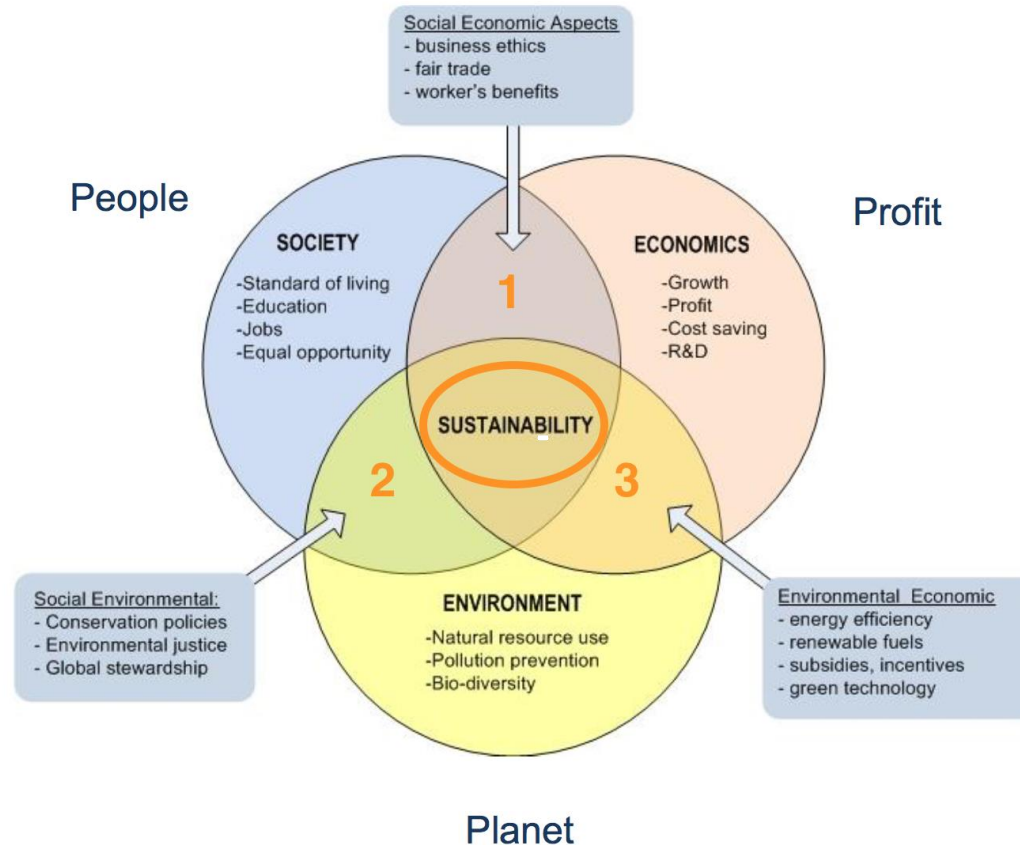 Social Economic Aspects
- business ethics
- fair trade
- worker's benefits
People
Profit
SOCIETY
-Standard of living
-Education
-Jobs
-Equal opportunity
ECONOMICS
-Growth
-Profit
-Cost saving
-R&D
1
SUSTAINABILITY
2
3
Social Environmental:
- Conservation policies
- Environmental justice
- Global stewardship
ENVIRONMENT
-Natural resource use
-Pollution prevention
-Bio-diversity
Environmental Economic
- energy efficiency
- renewable fuels
- subsidies, incentives
- green technology
Planet